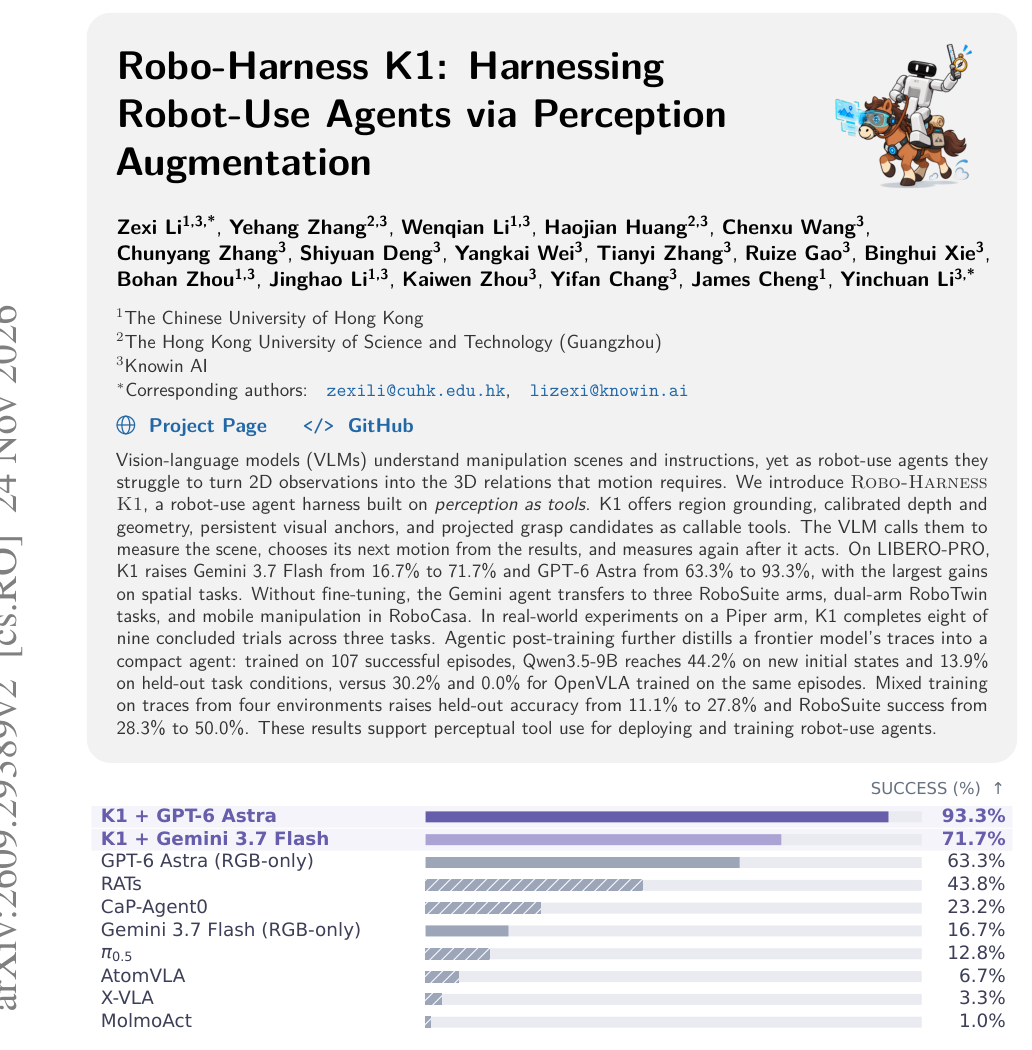 Robo-Harness K1: Harnessing
Robot-Use Agents via Perception
Augmentation
Zexi Li1,3,*, Yehang Zhang2,3, Wenqian Li1,3, Haojian Huang2,3, Chenxu Wang3,
Chunyang Zhang3, Shiyuan Deng3, Yangkai Wei3, Tianyi Zhang3, Ruize Gao3, Binghui Xie3,
Bohan Zhou1,3, Jinghao Li1,3, Kaiwen Zhou3, Yifan Chang3, James Cheng1, Yinchuan Li3,*
1The Chinese University of Hong Kong
2The Hong Kong University of Science and Technology (Guangzhou)
3Knowin AI
*Corresponding authors: zexili@cuhk.edu.hk, lizexi@knowin.ai
Project Page </> GitHub
Vision-language models (VLMs) understand manipulation scenes and instructions, yet as robot-use agents they
struggle to turn 2D observations into the 3D relations that motion requires. We introduce Robo-Harness
K1, a robot-use agent harness built on perception as tools. K1 offers region grounding, calibrated depth and
geometry, persistent visual anchors, and projected grasp candidates as callable tools. The VLM calls them to
measure the scene, chooses its next motion from the results, and measures again after it acts. On LIBERO-PRO,
K1 raises Gemini 3.7 Flash from 16.7% to 71.7% and GPT-6 Astra from 63.3% to 93.3%, with the largest gains
on spatial tasks. Without fine-tuning, the Gemini agent transfers to three RoboSuite arms, dual-arm RoboTwin
tasks, and mobile manipulation in RoboCasa. In real-world experiments on a Piper arm, K1 completes eight of
nine concluded trials across three tasks. Agentic post-training further distills a frontier model's traces into a
compact agent: trained on 107 successful episodes, Qwen3.5-9B reaches 44.2% on new initial states and 13.9%
on held-out task conditions, versus 30.2% and 0.0% for OpenVLA trained on the same episodes. Mixed training
on traces from four environments raises held-out accuracy from 11.1% to 27.8% and RoboSuite success from
28.3% to 50.0%. These results support perceptual tool use for deploying and training robot-use agents.
SUCCESS (%) ↑
K1 + GPT-6 Astra 93.3%
K1 + Gemini 3.7 Flash 71.7%
GPT-6 Astra (RGB-only) 63.3%
RATs 43.8%
CaP-Agent0 23.2%
Gemini 3.7 Flash (RGB-only) 16.7%
π0.5 12.8%
AtomVLA 6.7%
X-VLA 3.3%
MolmoAct 1.0%
arXiv:2609.29389v2 [cs.RO] 24 Nov 2026